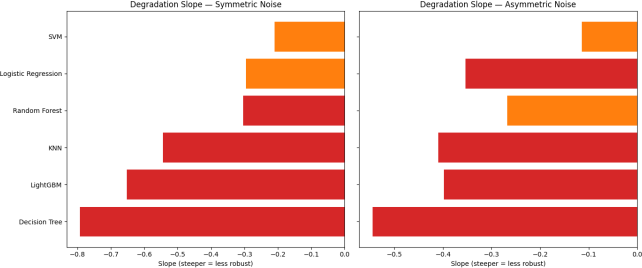 Degradation Slope — Symmetric Noise
SVM
Logistic Regression
Random Forest
KNN
LightGBM
Decision Tree
−0.8 −0.7 −0.6 −0.5 −0.4 −0.3 −0.2 −0.1 0.0
Slope (steeper = less robust)
Degradation Slope — Asymmetric Noise
−0.5 −0.4 −0.3 −0.2 −0.1 0.0
Slope (steeper = less robust)